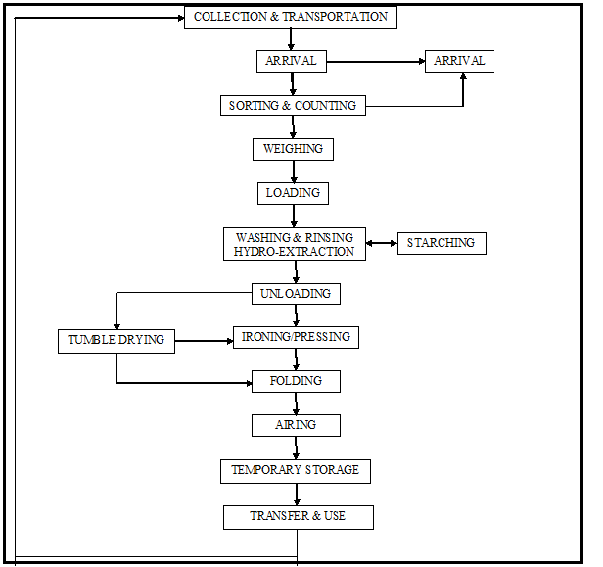 COLLECTION & TRANSPORTATION
ARRIVAL
ARRIVAL
SORTING & COUNTING
WEIGHING
LOADING
WASHING & RINSING
HYDRO-EXTRACTION
STARCHING
UNLOADING
TUMBLE DRYING
IRONING/PRESSING
FOLDING
AIRING
TEMPORARY STORAGE
TRANSFER & USE